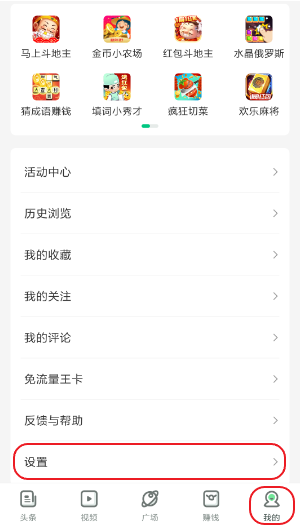 马上斗地主 金币小农场 红包斗地主 水晶俄罗斯
猜成语赚钱 填词小秀才 疯狂切菜 欢乐麻将
活动中心
历史浏览
我的收藏
我的关注
我的评论
免流量王卡
反馈与帮助
设置
头条 视频 广场 赚钱 我的